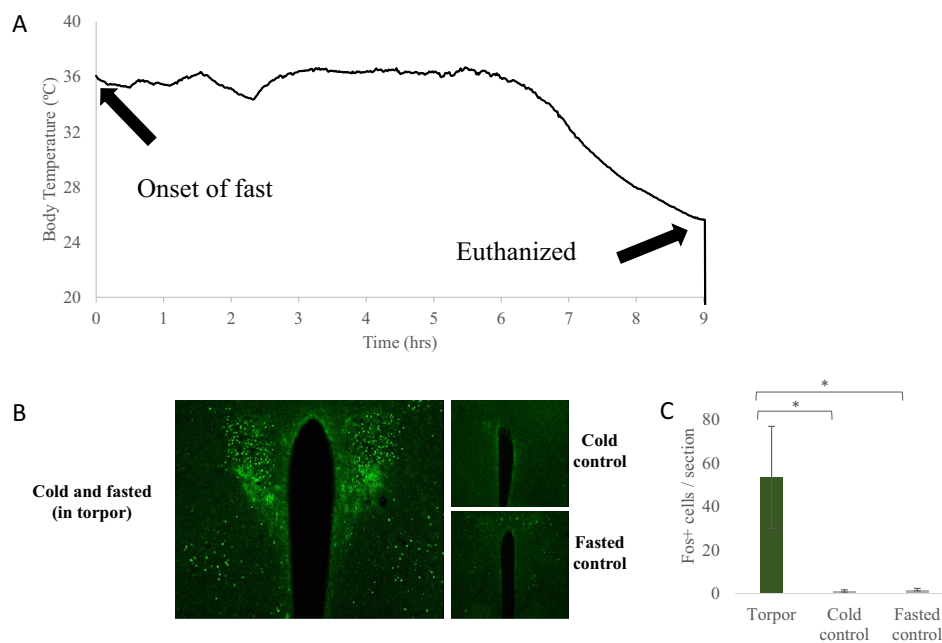 A
40
36
32
28
24
20
Body Temperature (ºC)
Onset of fast
Euthanized
0 1 2 3 4 5 6 7 8 9
Time (hrs)
B
Cold and fasted
(in torpor)
Cold
control
Fasted
control
C
*
*
80
60
40
20
0
Fos+ cells / section
Torpor Cold Fasted
control control